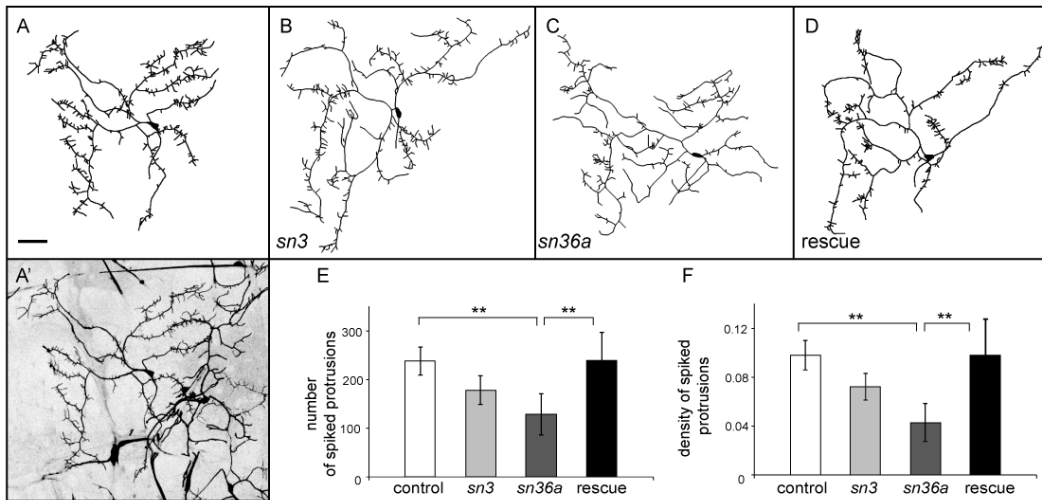 A
B
C
D
sn3
sn36a
rescue
A'
E
**
**
300
200
100
0
number
of spiked protrusions
control
sn3
sn36a
rescue
F
**
**
0.12
0.08
0.04
0
density of spiked
protrusions
control
sn3
sn36a
rescue